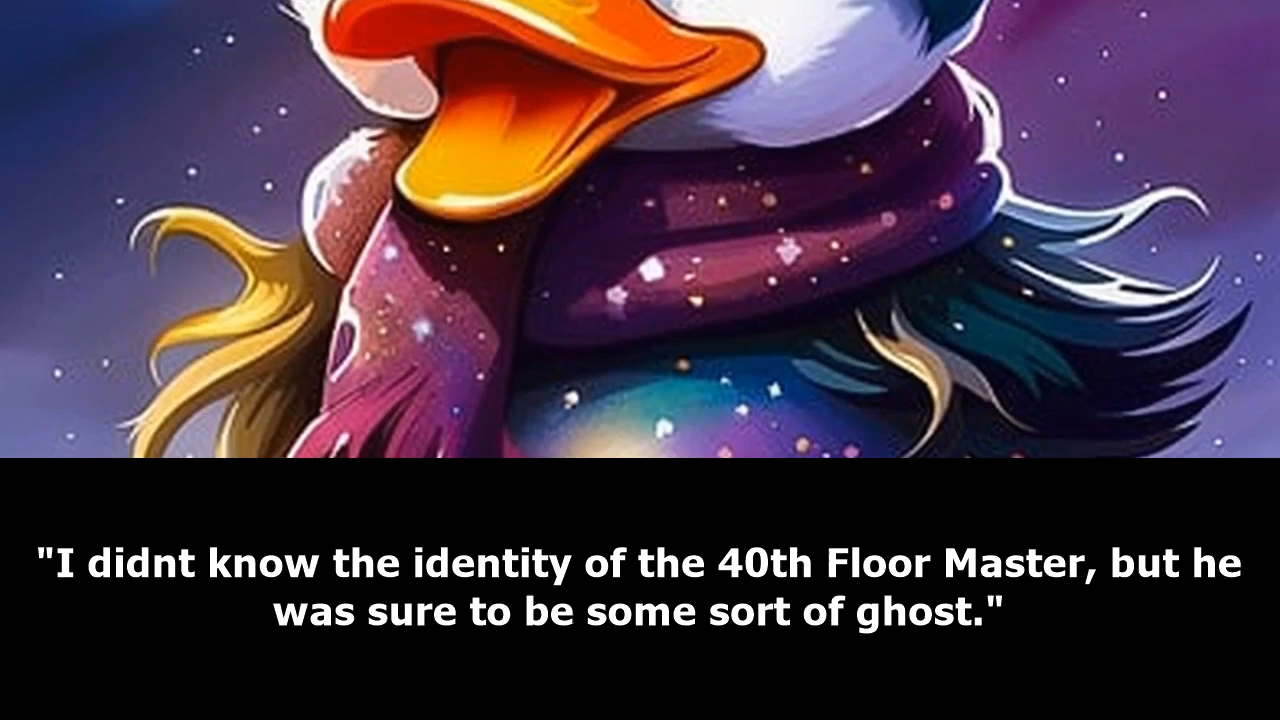 "I didnt know the identity of the 40th Floor Master, but he
was sure to be some sort of ghost."